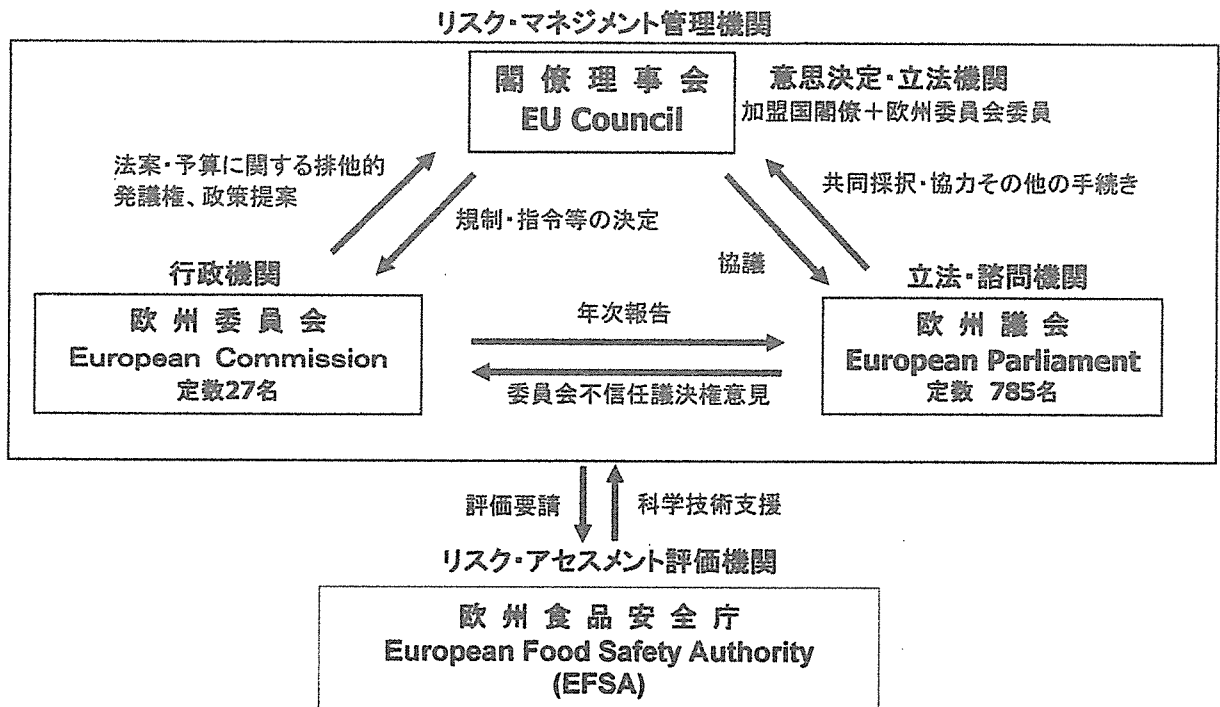 リスク・マネジメント管理機関
閣僚理事会
EU Council
意思決定・立法機関
加盟国閣僚＋欧州委員会委員
法案・予算に関する排他的
発議権、政策提案
規制・指令等の決定
共同採択・協力その他の手続き
協議
行政機関
欧州委員会
European Commission
定数27名
年次報告
委員会不信任議決権意見
立法・諮問機関
欧州議会
European Parliament
定数 785名
評価要請
科学技術支援
リスク・アセスメント評価機関
欧州食品安全庁
European Food Safety Authority
(EFSA)